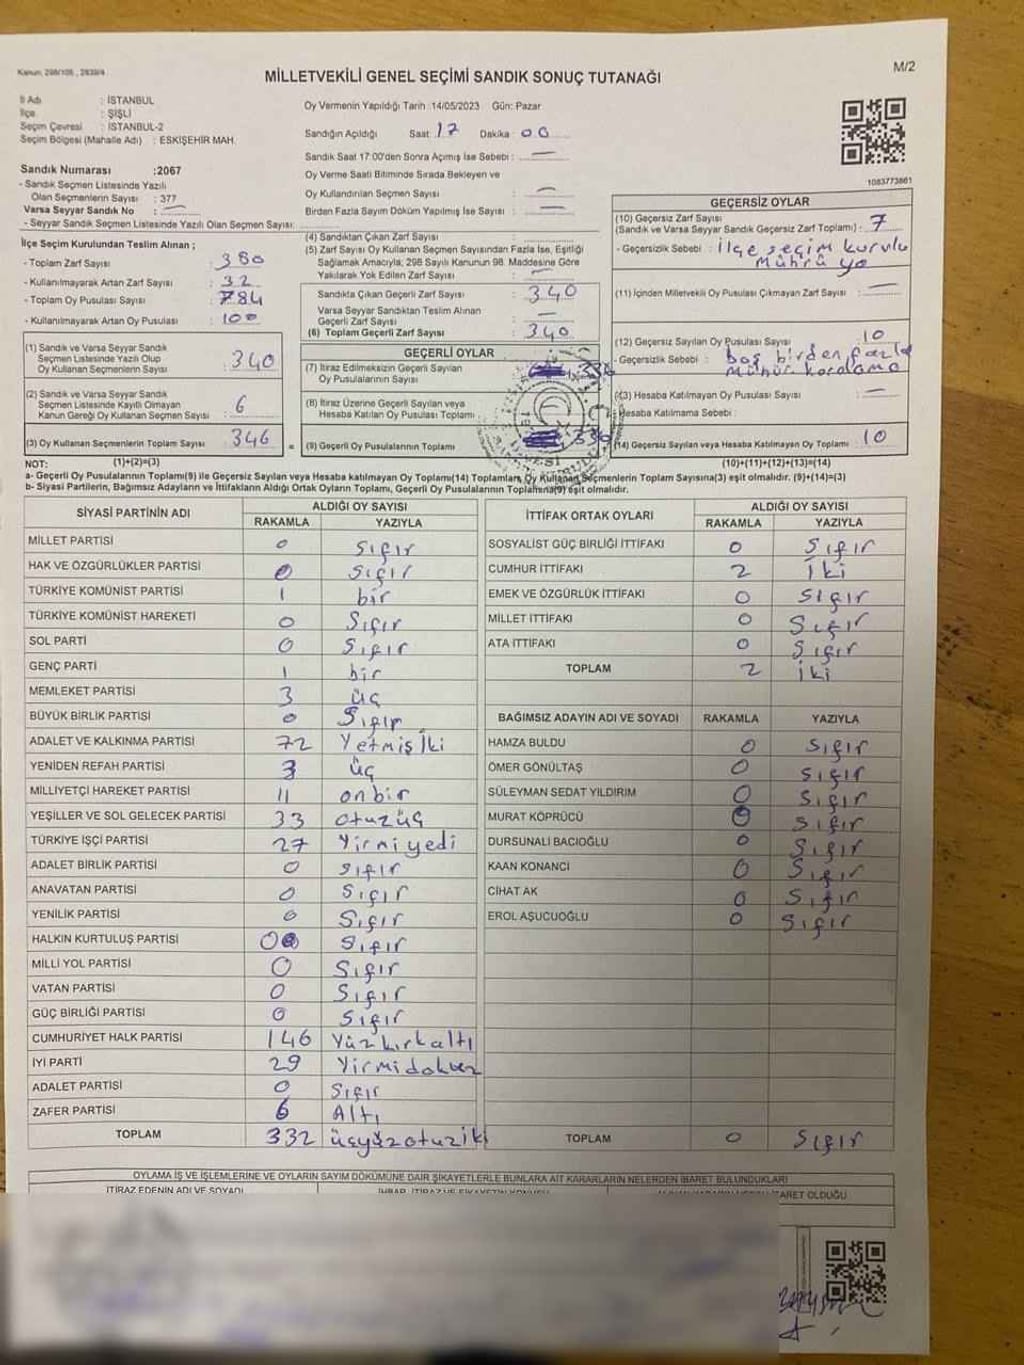 Kanun: 298/105 , 2839/4
M/2
MİLLETVEKİLİ GENEL SEÇİMİ SANDIK SONUÇ TUTANAĞI
İl Adı : İSTANBUL
İlçe : ŞİŞLİ
Seçim Çevresi : İSTANBUL-2
Seçim Bölgesi (Mahalle Adı) : ESKİŞEHİR MAH.
Sandık Numarası :2067
- Sandık Seçmen Listesinde Yazılı
Olan Seçmenlerin Sayısı : 377
Varsa Seyyar Sandık No : —
- Seyyar Sandık Seçmen Listesinde Yazılı Olan Seçmen Sayısı:
İlçe Seçim Kurulundan Teslim Alınan ;
- Toplam Zarf Sayısı : 380
- Kullanılmayarak Artan Zarf Sayısı : 32
- Toplam Oy Pusulası Sayısı : 784
- Kullanılmayarak Artan Oy Pusulası : 100
(1) Sandık ve Varsa Seyyar Sandık
Seçmen Listesinde Yazılı Olup
Oy Kullanan Seçmenlerin Sayısı : 340
(2) Sandık ve Varsa Seyyar Sandık
Seçmen Listesinde Kayıtlı Olmayan
Kanun Gereği Oy Kullanan Seçmen Sayısı : 6
(3) Oy Kullanan Seçmenlerin Toplam Sayısı : 346 =
Oy Vermenin Yapıldığı Tarih :14/05/2023 Gün: Pazar
Sandığın Açıldığı Saat: 17 Dakika : 00
Sandık Saat 17:00'den Sonra Açımış İse Sebebi : —
Oy Verme Saati Bitiminde Sırada Bekleyen ve
Oy Kullandırılan Seçmen Sayısı : —
Birden Fazla Sayım Döküm Yapılmış İse Sayısı : —
(4) Sandıktan Çıkan Zarf Sayısı :
(5) Zarf Sayısı Oy Kullanan Seçmen Sayısından Fazla İse, Eşitliği
Sağlamak Amacıyla; 298 Sayılı Kanunun 98. Maddesine Göre
Yakılarak Yok Edilen Zarf Sayısı : —
Sandıkta Çıkan Geçerli Zarf Sayısı : 340
Varsa Seyyar Sandıktan Teslim Alınan
Geçerli Zarf Sayısı : —
(6) Toplam Geçerli Zarf Sayısı : 340
GEÇERLİ OYLAR
(7) İtiraz Edilmeksizin Geçerli Sayılan
Oy Pusulalarının Sayısı : 336
(8) İtiraz Üzerine Geçerli Sayılan veya
Hesaba Katılan Oy Pusulası Toplamı :
(9) Geçerli Oy Pusulalarının Toplamı : 336
1083773861
GEÇERSİZ OYLAR
(10) Geçersiz Zarf Sayısı
(Sandık ve Varsa Seyyar Sandık Geçersiz Zarf Toplamı) : 7
- Geçersizlik Sebebi : İlçe seçim kurulu
mührü yo
(11) İçinden Milletvekili Oy Pusulası Çıkmayan Zarf Sayısı : —
(12) Geçersiz Sayılan Oy Pusulası Sayısı : 10
- Geçersizlik Sebebi : boş birden fazla
mühür karalama
(13) Hesaba Katılmayan Oy Pusulası Sayısı : —
Hesaba Katılmama Sebebi :
(14) Geçersiz Sayılan veya Hesaba Katılmayan Oy Toplamı : 10
NOT: (1)+(2)=(3) (10)+(11)+(12)+(13)=(14)
a- Geçerli Oy Pusulalarının Toplamı(9) ile Geçersiz Sayılan veya Hesaba katılmayan Oy Toplamı(14) Toplamları, Oy Kullanan Seçmenlerin Toplam Sayısına(3) eşit olmalıdır. (9)+(14)=(3)
b- Siyasi Partilerin, Bağımsız Adayların ve İttifakların Aldığı Ortak Oyların Toplamı, Geçerli Oy Pusulalarının Toplamına(9) eşit olmalıdır.
SİYASİ PARTİNİN ADI ALDIĞI OY SAYISI
RAKAMLA YAZIYLA
MİLLET PARTİSİ 0 Sıfır
HAK VE ÖZGÜRLÜKLER PARTİSİ 0 Sıfır
TÜRKİYE KOMÜNİST PARTİSİ 1 bir
TÜRKİYE KOMÜNİST HAREKETİ 0 Sıfır
SOL PARTİ 0 Sıfır
GENÇ PARTİ 1 bir
MEMLEKET PARTİSİ 3 üç
BÜYÜK BİRLİK PARTİSİ 0 Sıfır
ADALET VE KALKINMA PARTİSİ 72 Yetmiş İki
YENİDEN REFAH PARTİSİ 3 üç
MİLLİYETÇİ HAREKET PARTİSİ 11 onbir
YEŞİLLER VE SOL GELECEK PARTİSİ 33 otuzüç
TÜRKİYE İŞÇİ PARTİSİ 27 Yirmi yedi
ADALET BİRLİK PARTİSİ 0 Sıfır
ANAVATAN PARTİSİ 0 Sıfır
YENİLİK PARTİSİ 0 Sıfır
HALKIN KURTULUŞ PARTİSİ 0 Sıfır
MİLLİ YOL PARTİSİ 0 Sıfır
VATAN PARTİSİ 0 Sıfır
GÜÇ BİRLİĞİ PARTİSİ 0 Sıfır
CUMHURİYET HALK PARTİSİ 146 Yüzkırkaltı
İYİ PARTİ 29 Yirmidokuz
ADALET PARTİSİ 0 Sıfır
ZAFER PARTİSİ 6 Altı
TOPLAM 332 üçyüzotuzik
İTTİFAK ORTAK OYLARI ALDIĞI OY SAYISI
RAKAMLA YAZIYLA
SOSYALİST GÜÇ BİRLİĞİ İTTİFAKI 0 Sıfır
CUMHUR İTTİFAKI 2 İki
EMEK VE ÖZGÜRLÜK İTTİFAKI 0 Sıfır
MİLLET İTTİFAKI 0 Sıfır
ATA İTTİFAKI 0 Sıfır
TOPLAM 2 İki
BAĞIMSIZ ADAYIN ADI VE SOYADI RAKAMLA YAZIYLA
HAMZA BULDU 0 Sıfır
ÖMER GÖNÜLTAŞ 0 Sıfır
SÜLEYMAN SEDAT YILDIRIM 0 Sıfır
MURAT KÖPRÜCÜ 0 Sıfır
DURSUNALİ BACIOĞLU 0 Sıfır
KAAN KONANCI 0 Sıfır
CİHAT AK 0 Sıfır
EROL AŞUCUOĞLU 0 Sıfır
TOPLAM 0 Sıfır
OYLAMA İŞ VE İŞLEMLERİNE VE OYLARIN SAYIM DÖKÜMÜNE DAİR ŞİKAYETLERLE BUNLARA AİT KARARLARIN NELERDEN İBARET BULUNDUKLARI
İTİRAZ EDENİN ADI VE SOYADI İHBAR, İTİRAZ VE ŞİKAYETİN KONUSU İBARET OLDUĞU